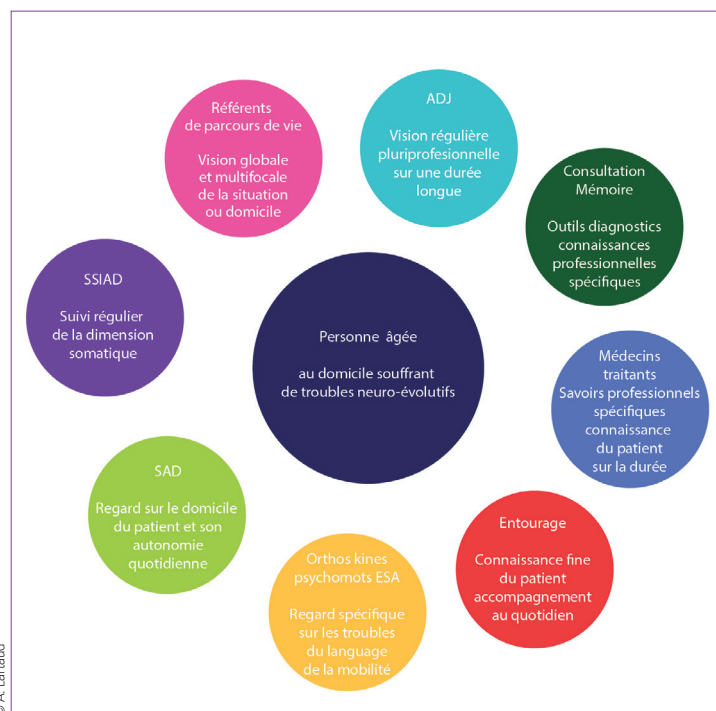 Référents
de parcours de vie
Vision globale
et multifocale
de la situation
ou domicile
ADJ
Vision régulière
pluriprofesionnelle
sur une durée
longue
Consultation
Mémoire
Outils diagnostics
connaissances
professionnelles
spécifiques
SSIAD
Suivi régulier
de la dimension
somatique
Personne âgée
au domicile souffrant
de troubles neuro-évolutifs
Médecins
traitants
Savoirs professionnels
spécifiques
connaissance
du patient
sur la durée
SAD
Regard sur le domicile
du patient et son
autonomie
quotidienne
Orthos kines
psychomots ESA
Regard spécifique
sur les troubles
du language
de la mobilité
Entourage
Connaissance fine
du patient
accompagnement
au quotidien